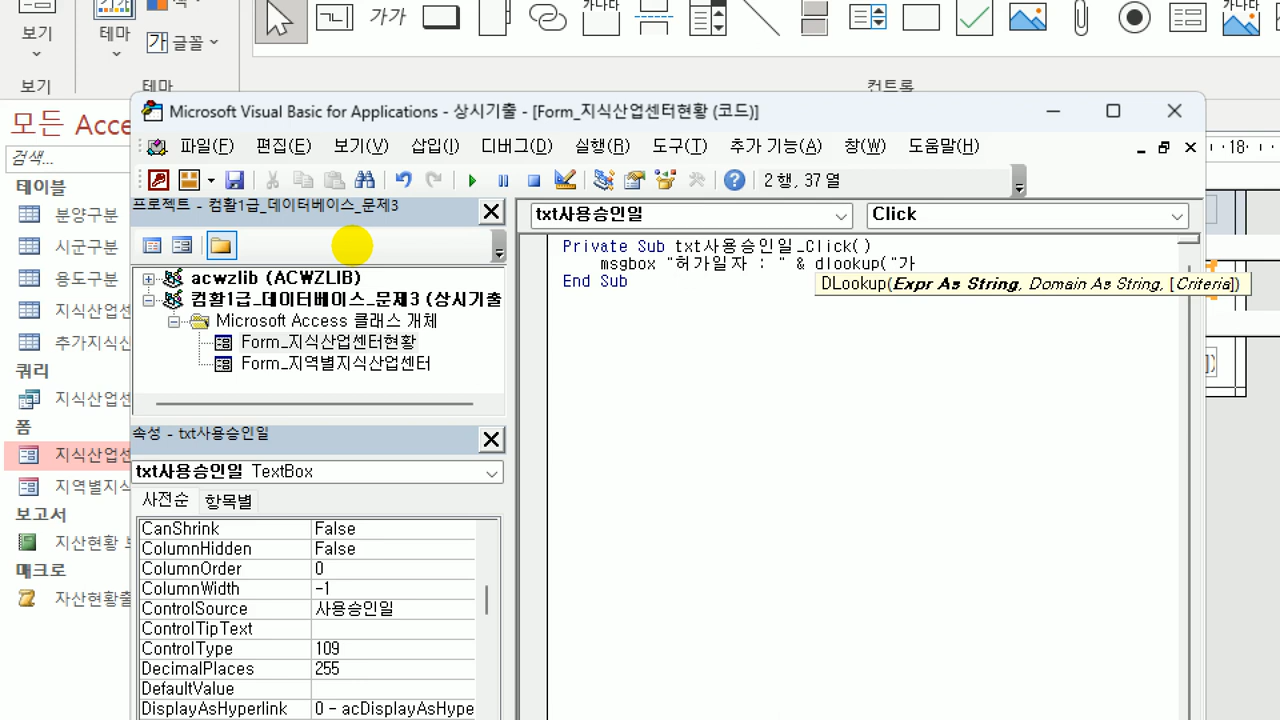 보기
테마
글꼴
가가
가나다
가나다
보기
테마
컨트롤
모든 Acce
검색...
테이블
분양구분
시군구분
용도구분
지식산업센
추가지식신
쿼리
지식산업센
폼
지식산업센
지역별지식
보고서
지산현황 보
매크로
자산현황출
18
Microsoft Visual Basic for Applications - 상시기출 - [Form_지식산업센터현황 (코드)]
파일(F) 편집(E) 보기(V) 삽입(I) 디버그(D) 실행(R) 도구(T) 추가 기능(A) 창(W) 도움말(H)
2 행, 37 열
프로젝트 - 컴활1급_데이터베이스_문제3
acwzlib (ACWZLIB)
컴활1급_데이터베이스_문제3 (상시기출
Microsoft Access 클래스 개체
Form_지식산업센터현황
Form_지역별지식산업센터
속성 - txt사용승인일
txt사용승인일 TextBox
사전순 항목별
CanShrink False
ColumnHidden False
ColumnOrder 0
ColumnWidth -1
ControlSource 사용승인일
ControlTipText
ControlType 109
DecimalPlaces 255
DefaultValue
DisplayAsHyperlink 0 - acDisplayAsHype
txt사용승인일 Click
Private Sub txt사용승인일_Click()
msgbox "허가일자 : " & dlookup("가
End Sub
DLookup(Expr As String, Domain As String, [Criteria])